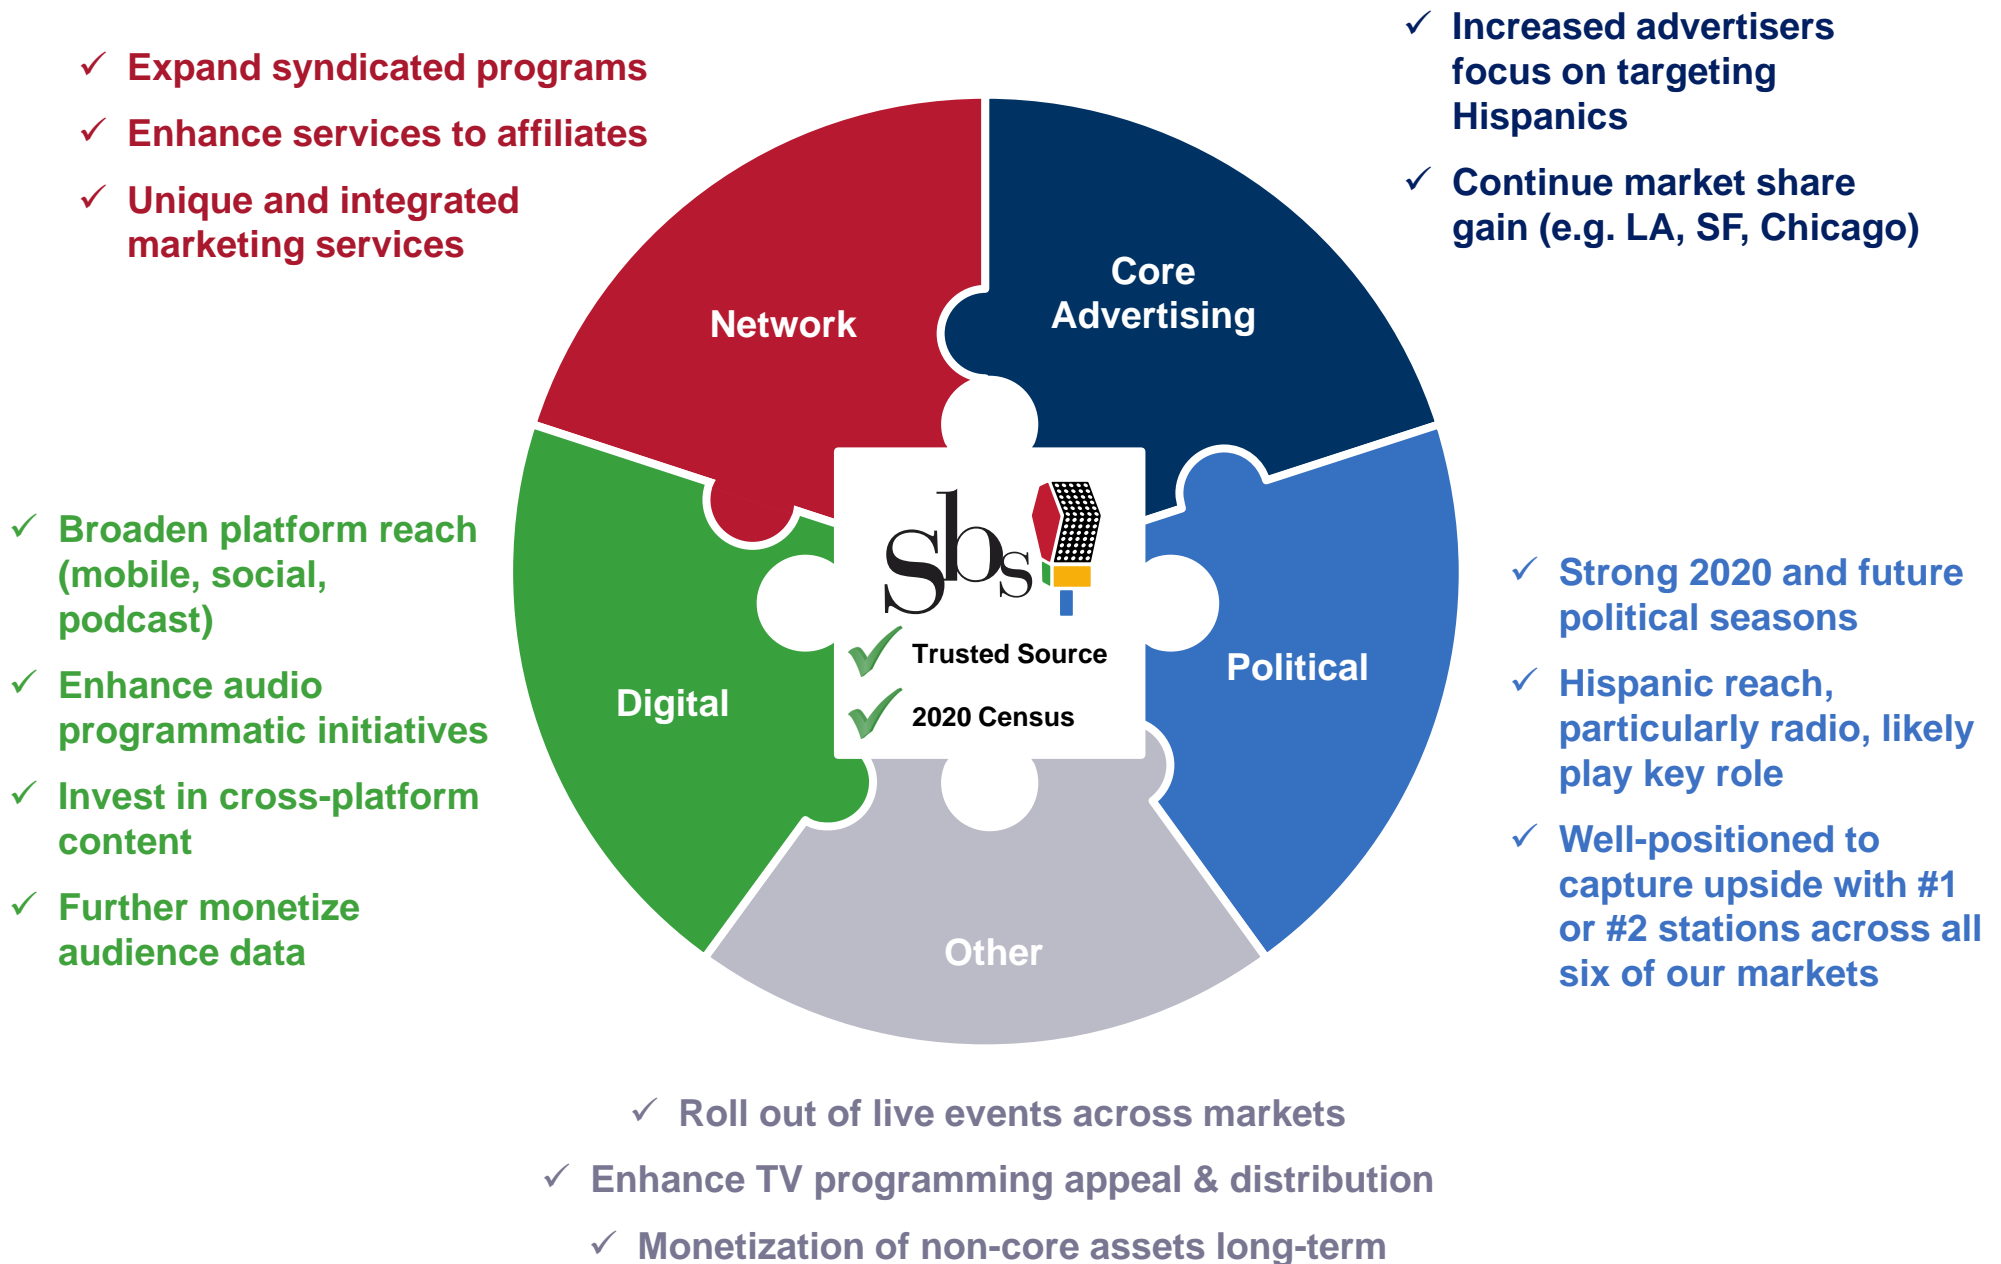 ✓ Expand syndicated programs
✓ Enhance services to affiliates
✓ Unique and integrated
marketing services
✓ Increased advertisers
focus on targeting
Hispanics
✓ Continue market share
gain (e.g. LA, SF, Chicago)
Network
Core
Advertising
✓ Broaden platform reach
(mobile, social,
podcast)
✓ Enhance audio
programmatic initiatives
✓ Invest in cross-platform
content
✓ Further monetize
audience data
Digital
sbs
✓ Trusted Source
✓ 2020 Census
Political
✓ Strong 2020 and future
political seasons
✓ Hispanic reach,
particularly radio, likely
play key role
✓ Well-positioned to
capture upside with #1
or #2 stations across all
six of our markets
Other
✓ Roll out of live events across markets
✓ Enhance TV programming appeal & distribution
✓ Monetization of non-core assets long-term